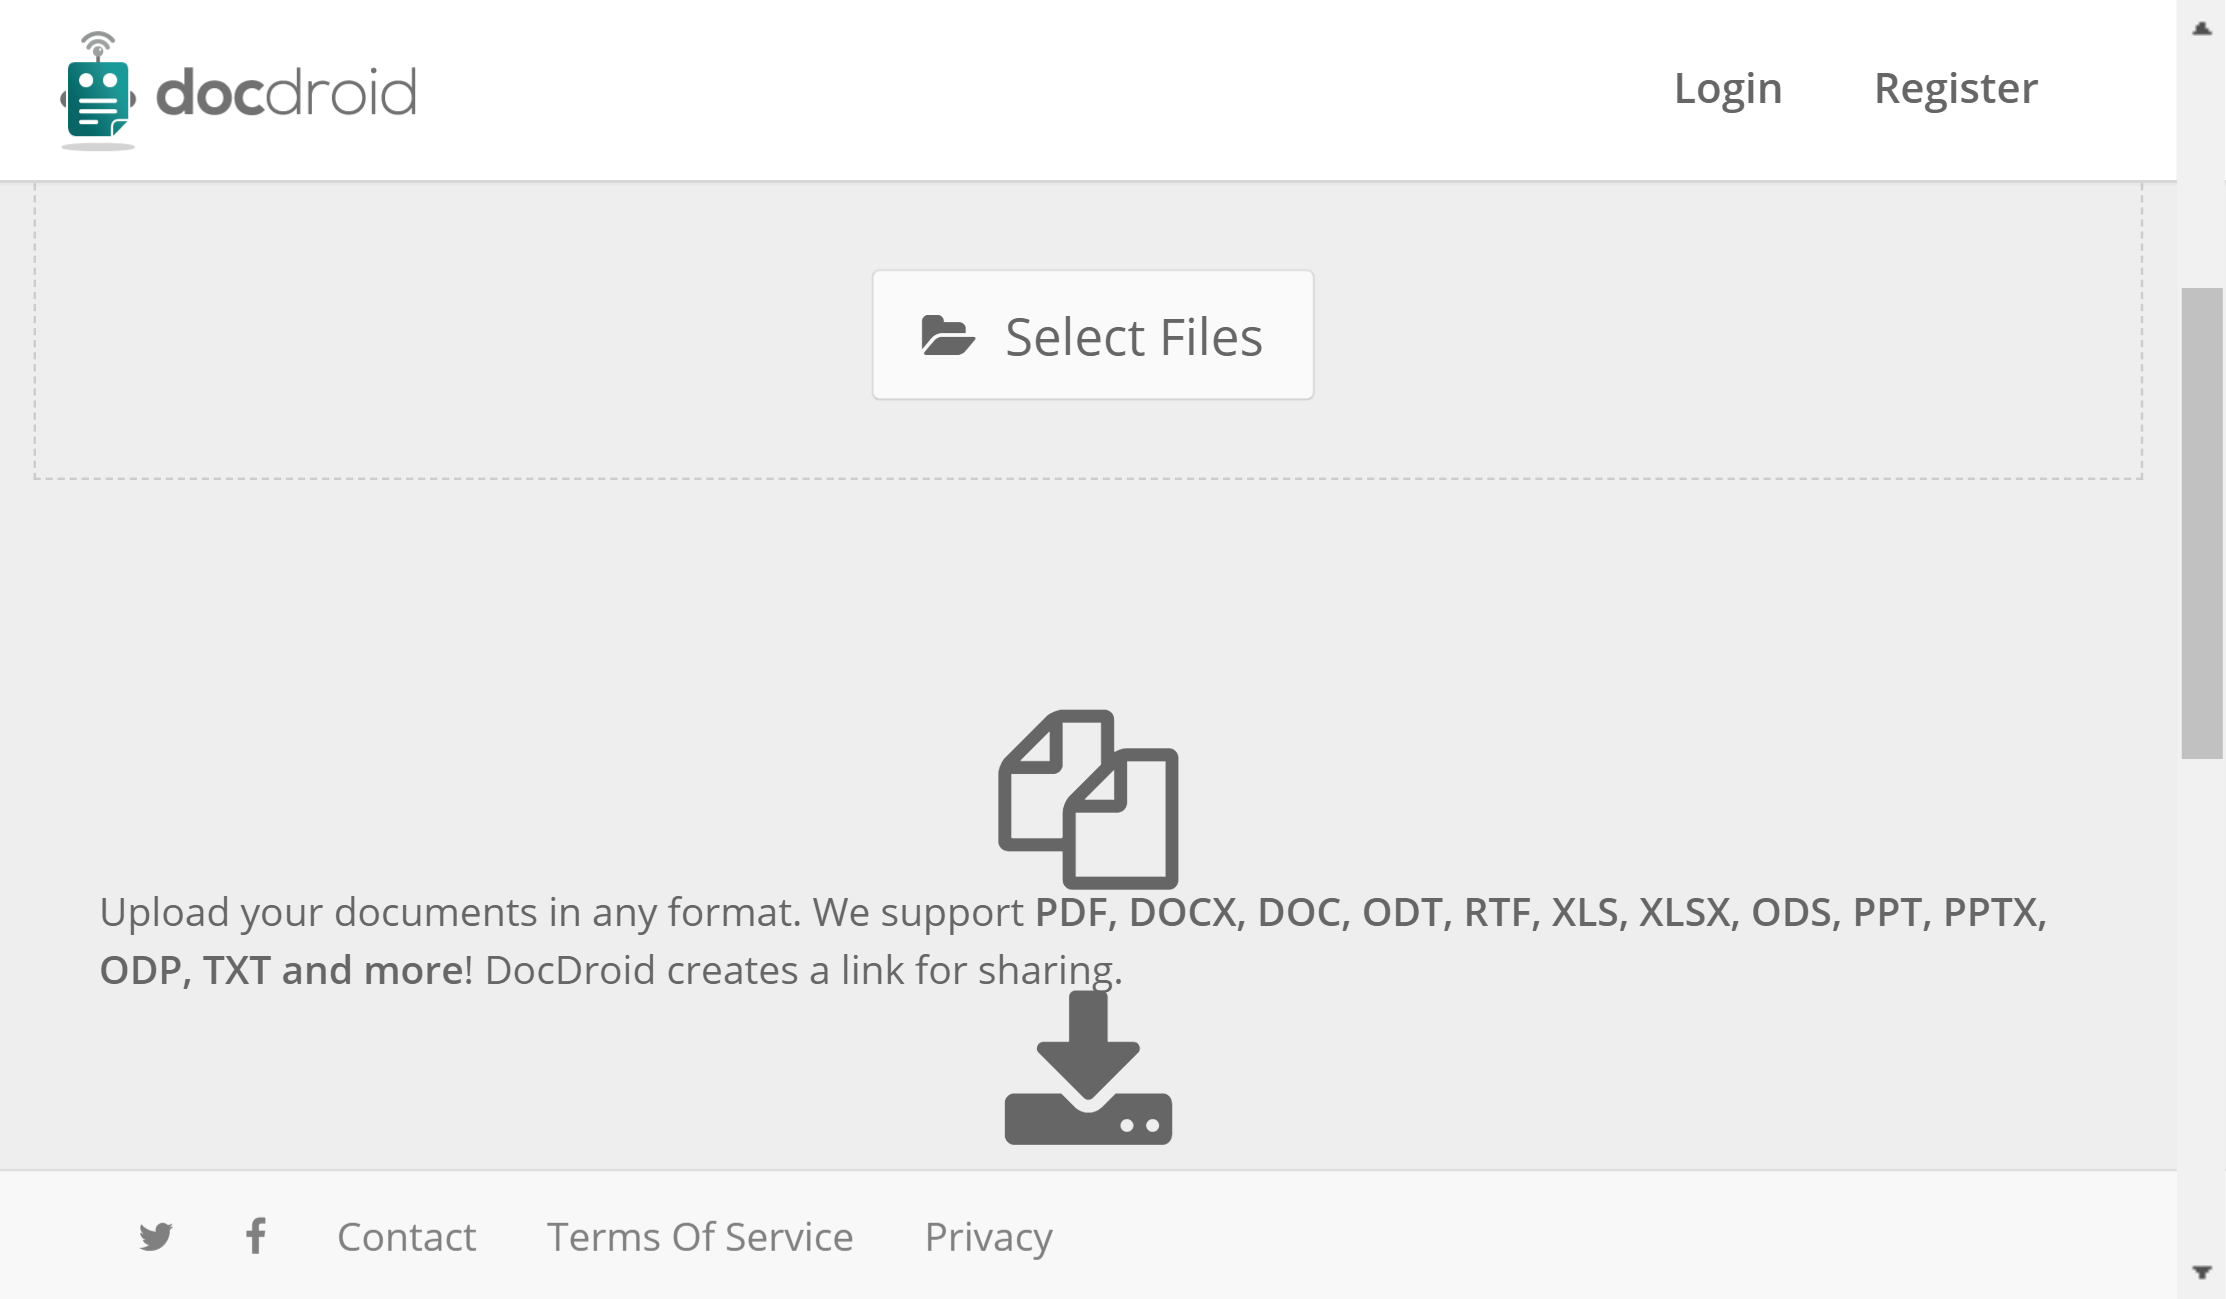 docdroid
Login
Register
Select Files
Upload your documents in any format. We support PDF, DOCX, DOC, ODT, RTF, XLS, XLSX, ODS, PPT, PPTX,
ODP, TXT and more! DocDroid creates a link for sharing.
Contact
Terms Of Service
Privacy